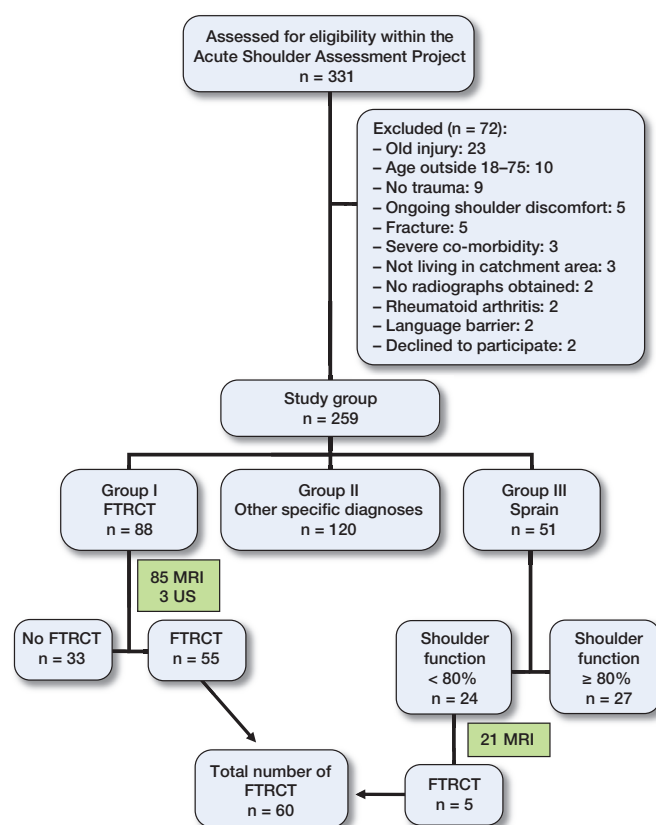 Assessed for eligibility within the
Acute Shoulder Assessment Project
n = 331
Excluded (n = 72):
– Old injury: 23
– Age outside 18–75: 10
– No trauma: 9
– Ongoing shoulder discomfort: 5
– Fracture: 5
– Severe co-morbidity: 3
– Not living in catchment area: 3
– No radiographs obtained: 2
– Rheumatoid arthritis: 2
– Language barrier: 2
– Declined to participate: 2
Study group
n = 259
Group I
FTRCT
n = 88
Group II
Other specific diagnoses
n = 120
Group III
Sprain
n = 51
85 MRI
3 US
No FTRCT
n = 33
FTRCT
n = 55
Shoulder
function
< 80%
n = 24
Shoulder
function
≥ 80%
n = 27
21 MRI
Total number of
FTRCT
n = 60
FTRCT
n = 5